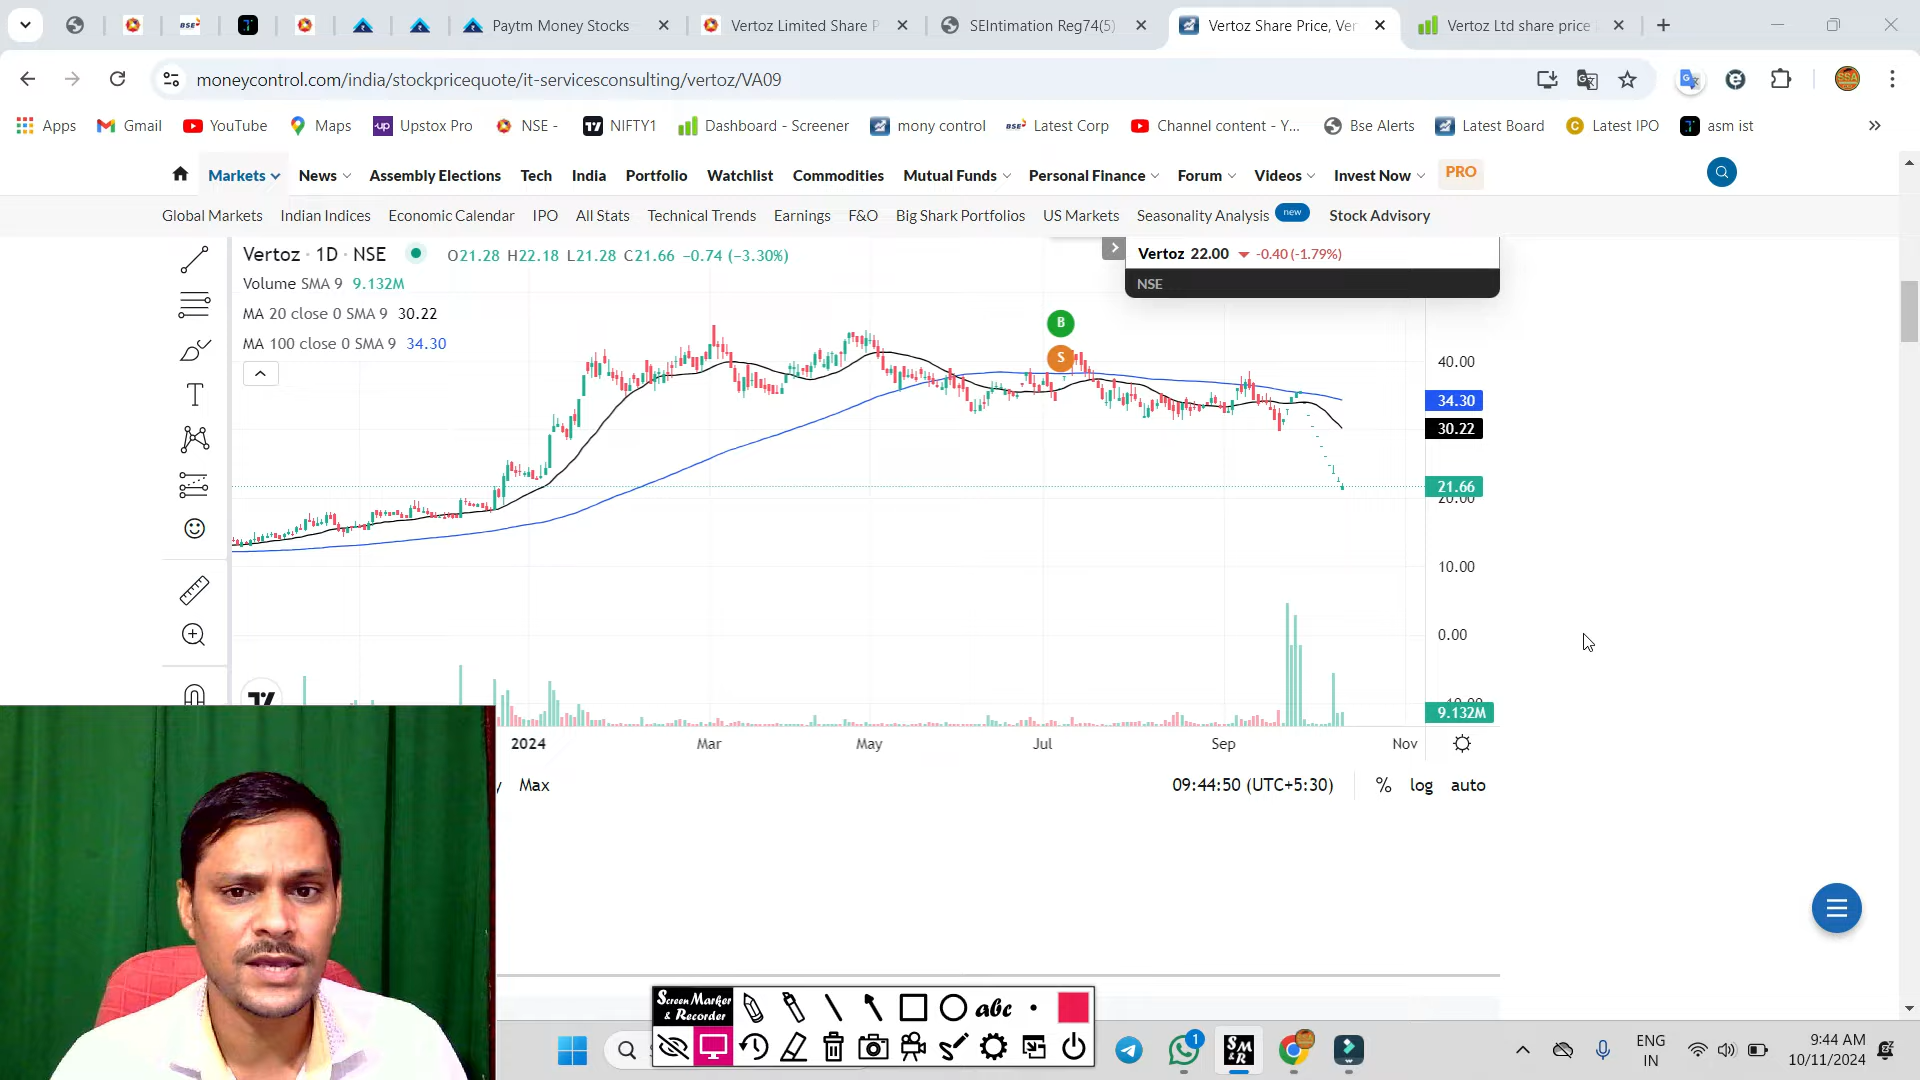 Paytm Money Stocks
Vertoz Limited Share P
SEIntimation Reg74(5)
Vertoz Share Price, Ver
Vertoz Ltd share price
moneycontrol.com/india/stockpricequote/it-servicesconsulting/vertoz/VA09
Apps
Gmail
YouTube
Maps
up Upstox Pro
NSE -
NIFTY1
Dashboard - Screener
mony control
BSE Latest Corp
Channel content - Y...
Bse Alerts
Latest Board
C Latest IPO
asm ist
Markets
News
Assembly Elections
Tech
India
Portfolio
Watchlist
Commodities
Mutual Funds
Personal Finance
Forum
Videos
Invest Now
PRO
Global Markets
Indian Indices
Economic Calendar
IPO
All Stats
Technical Trends
Earnings
F&O
Big Shark Portfolios
US Markets
Seasonality Analysis
new
Stock Advisory
Vertoz · 1D · NSE
O21.28 H22.18 L21.28 C21.66 −0.74 (−3.30%)
Vertoz 22.00 -0.40 (-1.79%)
NSE
Volume SMA 9 9.132M
MA 20 close 0 SMA 9 30.22
MA 100 close 0 SMA 9 34.30
B
S
40.00
34.30
30.22
21.66
20.00
10.00
0.00
-10.00
9.132M
2024
Mar
May
Jul
Sep
Nov
y
Max
09:44:50 (UTC+5:30)
%
log
auto
Screen Marker
& Recorder
abc
1
SM
&R
ENG
IN
9:44 AM
10/11/2024